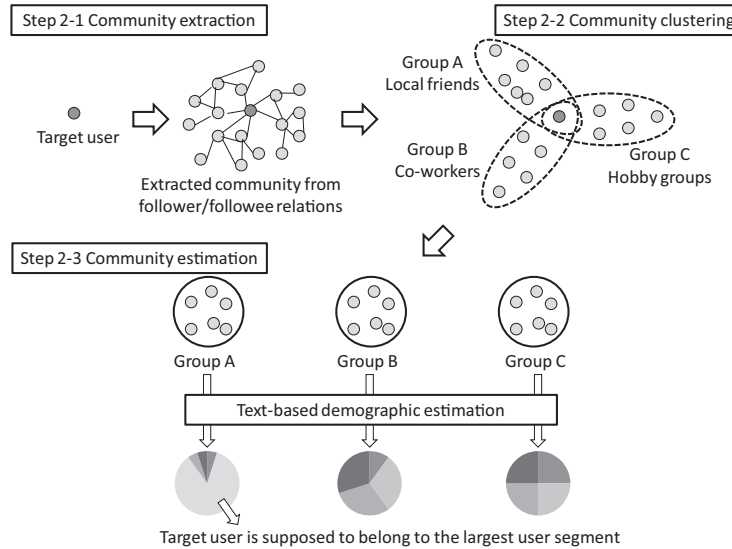 Step 2-1 Community extraction
Step 2-2 Community clustering
Target user
Extracted community from
follower/followee relations
Group A
Local friends
Group B
Co-workers
Group C
Hobby groups
Step 2-3 Community estimation
Group A
Group B
Group C
Text-based demographic estimation
Target user is supposed to belong to the largest user segment